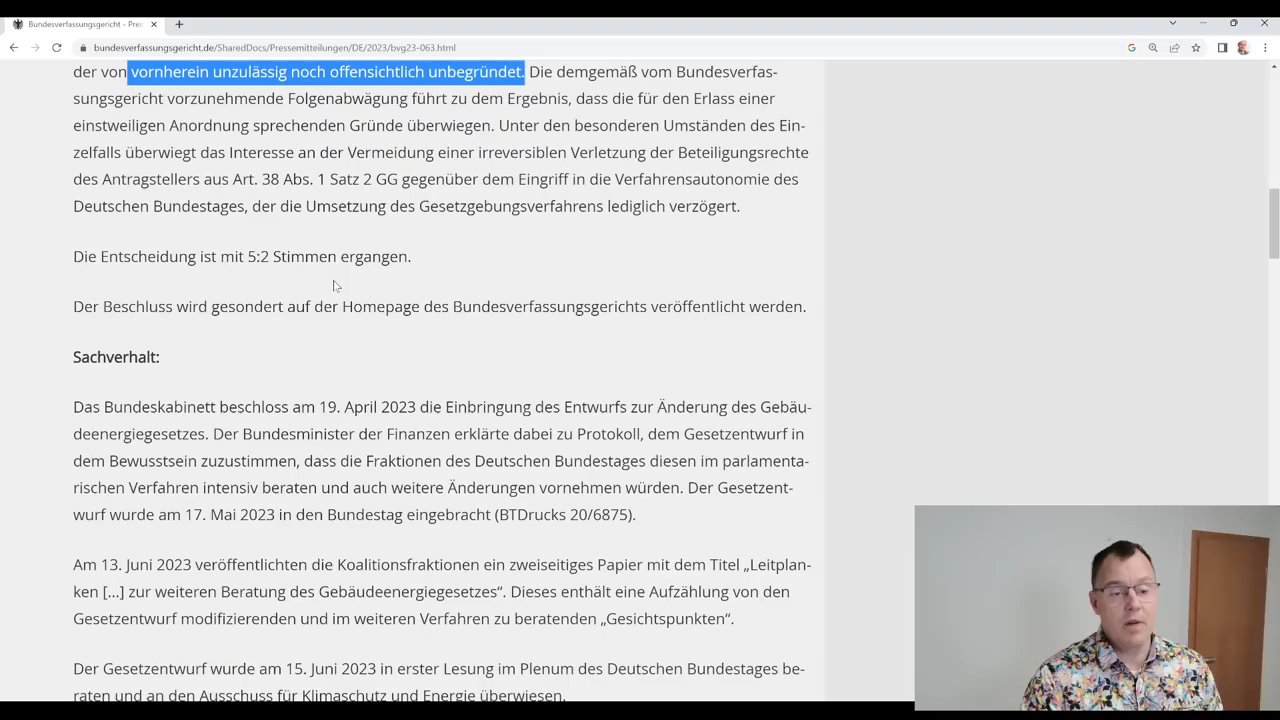 Bundesverfassungsgericht - Pres
bundesverfassungsgericht.de/SharedDocs/Pressemitteilungen/DE/2023/bvg23-063.html
der von vornherein unzulässig noch offensichtlich unbegründet. Die demgemäß vom Bundesverfas-
sungsgericht vorzunehmende Folgenabwägung führt zu dem Ergebnis, dass die für den Erlass einer
einstweiligen Anordnung sprechenden Gründe überwiegen. Unter den besonderen Umständen des Ein-
zelfalls überwiegt das Interesse an der Vermeidung einer irreversiblen Verletzung der Beteiligungsrechte
des Antragstellers aus Art. 38 Abs. 1 Satz 2 GG gegenüber dem Eingriff in die Verfahrensautonomie des
Deutschen Bundestages, der die Umsetzung des Gesetzgebungsverfahrens lediglich verzögert.
Die Entscheidung ist mit 5:2 Stimmen ergangen.
Der Beschluss wird gesondert auf der Homepage des Bundesverfassungsgerichts veröffentlicht werden.
Sachverhalt:
Das Bundeskabinett beschloss am 19. April 2023 die Einbringung des Entwurfs zur Änderung des Gebäu-
deenergiegesetzes. Der Bundesminister der Finanzen erklärte dabei zu Protokoll, dem Gesetzentwurf in
dem Bewusstsein zuzustimmen, dass die Fraktionen des Deutschen Bundestages diesen im parlamenta-
rischen Verfahren intensiv beraten und auch weitere Änderungen vornehmen würden. Der Gesetzent-
wurf wurde am 17. Mai 2023 in den Bundestag eingebracht (BTDrucks 20/6875).
Am 13. Juni 2023 veröffentlichten die Koalitionsfraktionen ein zweiseitiges Papier mit dem Titel „Leitplan-
ken [...] zur weiteren Beratung des Gebäudeenergiegesetzes“. Dieses enthält eine Aufzählung von den
Gesetzentwurf modifizierenden und im weiteren Verfahren zu beratenden „Gesichtspunkten“.
Der Gesetzentwurf wurde am 15. Juni 2023 in erster Lesung im Plenum des Deutschen Bundestages be-
raten und an den Ausschuss für Klimaschutz und Energie überwiesen.